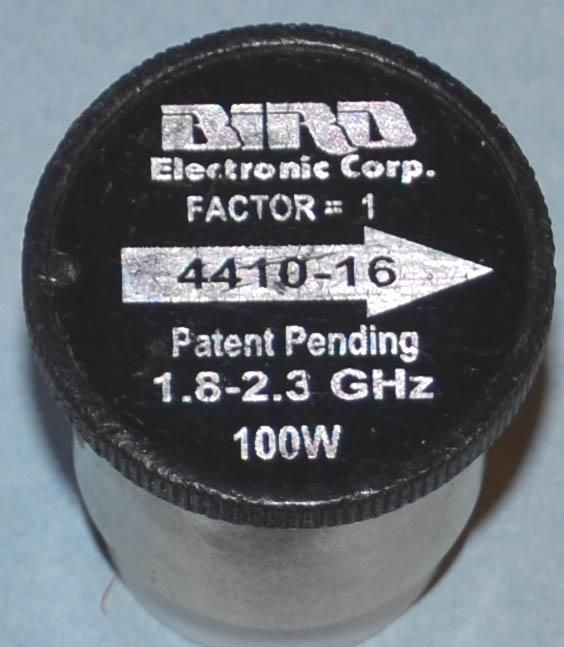 BIRD
Electronic Corp.
FACTOR = 1
4410-16
Patent Pending
1.8-2.3 GHz
100W